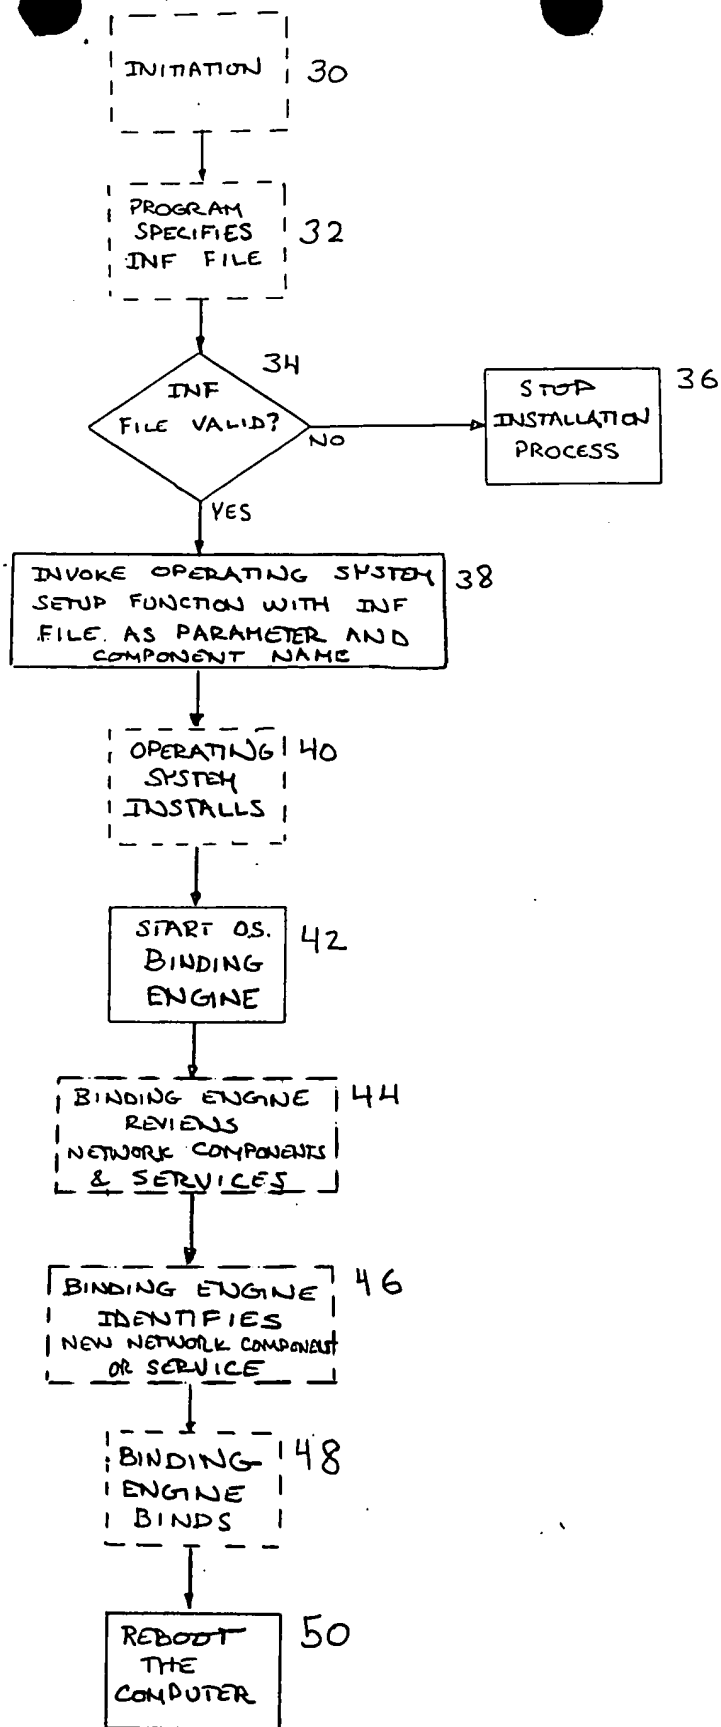 INITIATION
30
PROGRAM
SPECIFIES
INF FILE
32
34
INF
FILE VALID?
NO
YES
STOP
INSTALLATION
PROCESS
36
INVOKE OPERATING SYSTEM
SETUP FUNCTION WITH INF
FILE. AS PARAMETER AND
COMPONENT NAME
38
OPERATING
SYSTEM
INSTALLS
40
START O.S.
BINDING
ENGINE
42
BINDING ENGINE
REVIEWS
NETWORK COMPONENTS
& SERVICES
44
BINDING ENGINE
IDENTIFIES
NEW NETWORK COMPONENT
OR SERVICE
46
BINDING
ENGINE
BINDS
48
REBOOT
THE
COMPUTER
50